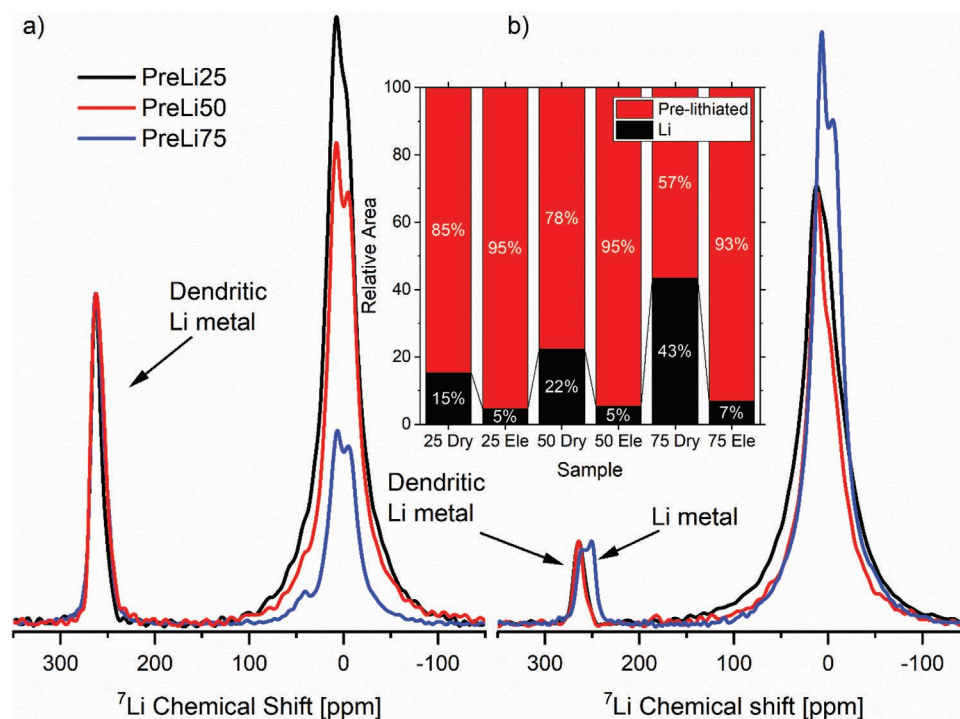 a)
PreLi25
PreLi50
PreLi75
Dendritic
Li metal
300 200 100 0 -100
⁷Li Chemical Shift [ppm]
b)
Pre-lithiated
Li
100
80
60
40
20
0
Relative Area
85% 95% 78% 95% 57% 93%
15% 5% 22% 5% 43% 7%
25 Dry 25 Ele 50 Dry 50 Ele 75 Dry 75 Ele
Sample
Dendritic
Li metal
Li metal
300 200 100 0 -100
⁷Li Chemical shift [ppm]